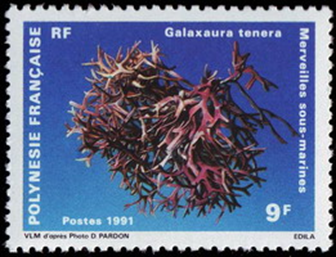 RF
Galaxaura tenera
POLYNESIE FRANÇAISE
Merveilles sous-marines
Postes 1991
9F
VLM d'après Photo D. PARDON
EDILA